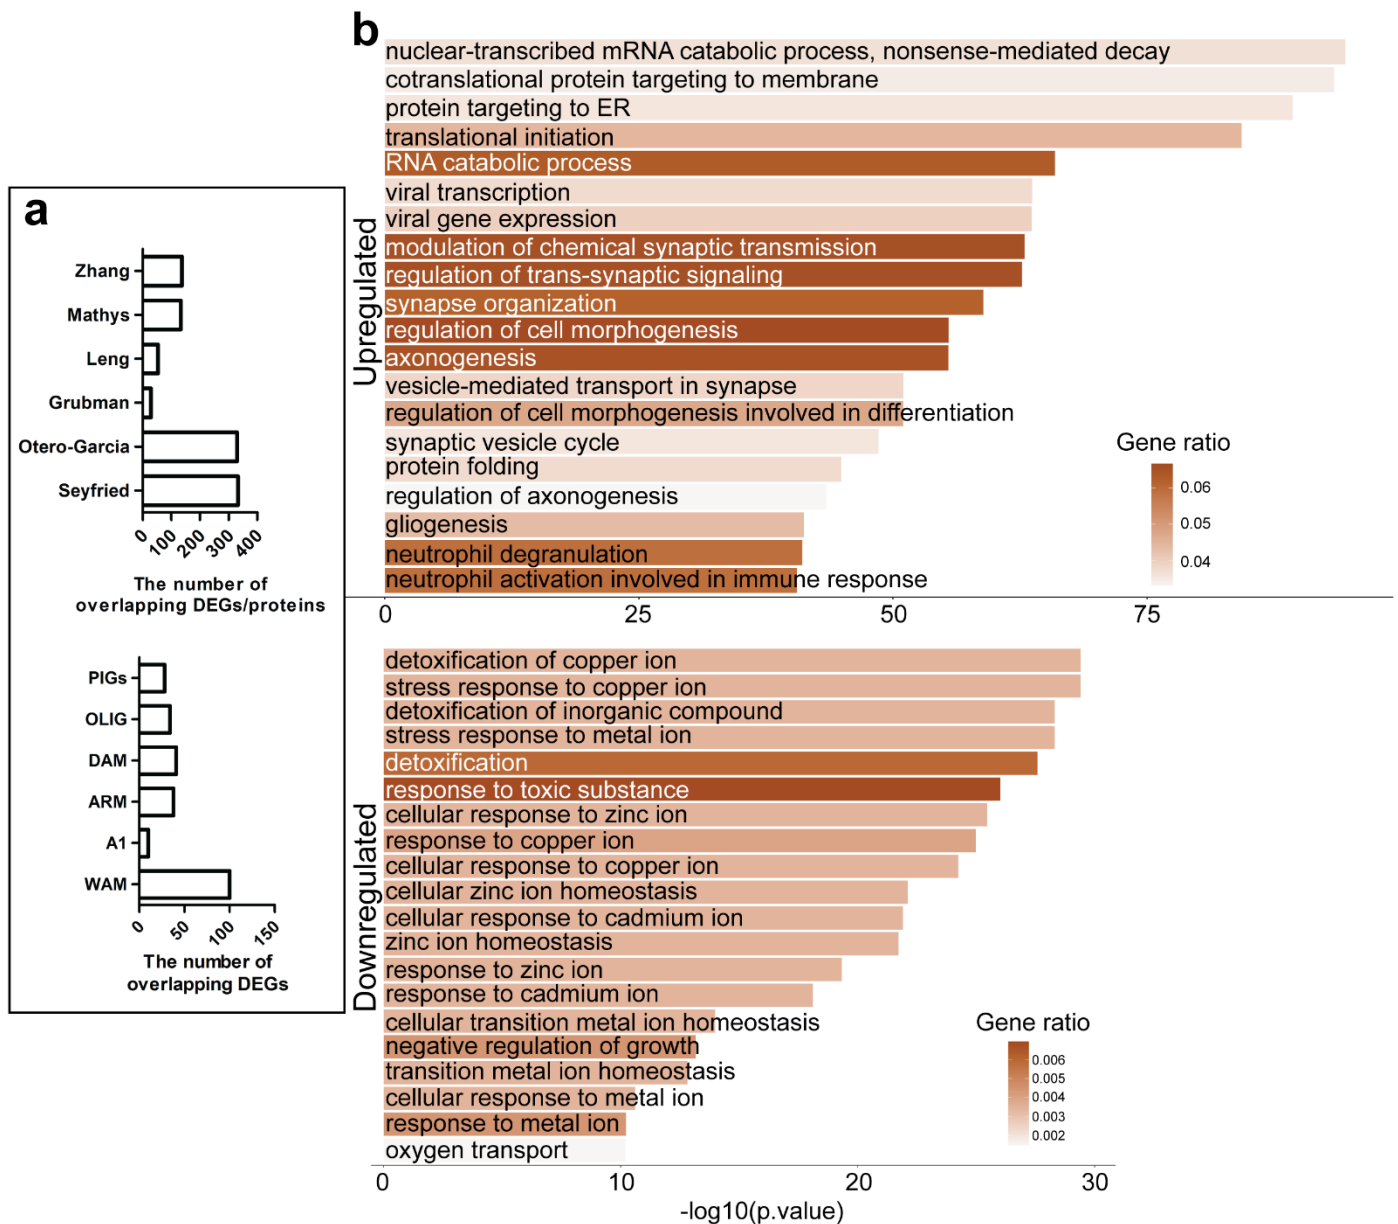 a
Zhang
Mathys
Leng
Grubman
Otero-Garcia
Seyfried
0
100
200
300
400
The number of
overlapping DEGs/proteins
PIGs
OLIG
DAM
ARM
A1
WAM
0
50
100
150
The number of
overlapping DEGs
b
Upregulated
nuclear-transcribed mRNA catabolic process, nonsense-mediated decay
cotranslational protein targeting to membrane
protein targeting to ER
translational initiation
RNA catabolic process
viral transcription
viral gene expression
modulation of chemical synaptic transmission
regulation of trans-synaptic signaling
synapse organization
regulation of cell morphogenesis
axonogenesis
vesicle-mediated transport in synapse
regulation of cell morphogenesis involved in differentiation
synaptic vesicle cycle
protein folding
regulation of axonogenesis
gliogenesis
neutrophil degranulation
neutrophil activation involved in immune response
0 25 50 75
Gene ratio
0.06
0.05
0.04
Downregulated
detoxification of copper ion
stress response to copper ion
detoxification of inorganic compound
stress response to metal ion
detoxification
response to toxic substance
cellular response to zinc ion
response to copper ion
cellular response to copper ion
cellular zinc ion homeostasis
cellular response to cadmium ion
zinc ion homeostasis
response to zinc ion
response to cadmium ion
cellular transition metal ion homeostasis
negative regulation of growth
transition metal ion homeostasis
cellular response to metal ion
response to metal ion
oxygen transport
0 10 20 30
-log10(p.value)
Gene ratio
0.006
0.005
0.004
0.003
0.002